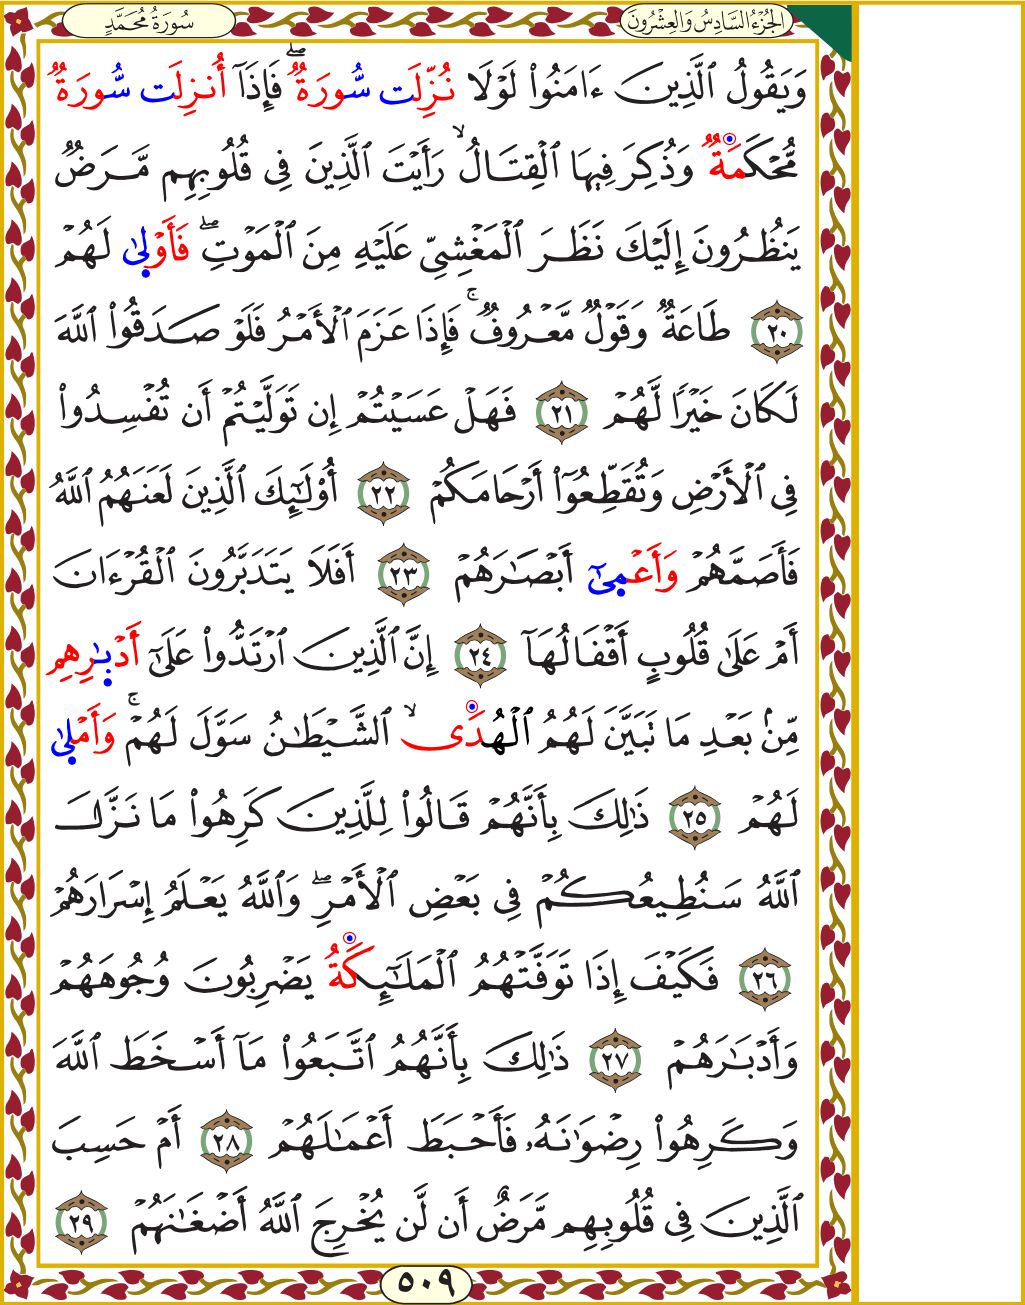 الجُزْءُ السَّادِسُ وَالعِشْرُونَ
سُورَةُ مُحَمَّدٍ
وَيَقُولُ ٱلَّذِينَ ءَامَنُوا۟ لَوْلَا نُزِّلَت سُّورَةٌ ۖ فَإِذَآ أُنزِلَت سُّورَةٌ
مُّحْكَمَةٌ وَذُكِرَ فِيهَا ٱلْقِتَالُ ۙ رَأَيْتَ ٱلَّذِينَ فِى قُلُوبِهِم مَّرَضٌ
يَنظُرُونَ إِلَيْكَ نَظَرَ ٱلْمَغْشِىِّ عَلَيْهِ مِنَ ٱلْمَوْتِ ۖ فَأَوْلَىٰ لَهُمْ
٢٠ طَاعَةٌ وَقَوْلٌ مَّعْرُوفٌ ۚ فَإِذَا عَزَمَ ٱلْأَمْرُ فَلَوْ صَدَقُوا۟ ٱللَّهَ
لَكَانَ خَيْرًا لَّهُمْ ٢١ فَهَلْ عَسَيْتُمْ إِن تَوَلَّيْتُمْ أَن تُفْسِدُوا۟
فِى ٱلْأَرْضِ وَتُقَطِّعُوٓا۟ أَرْحَامَكُمْ ٢٢ أُو۟لَـٰٓئِكَ ٱلَّذِينَ لَعَنَهُمُ ٱللَّهُ
فَأَصَمَّهُمْ وَأَعْمَىٰٓ أَبْصَـٰرَهُمْ ٢٣ أَفَلَا يَتَدَبَّرُونَ ٱلْقُرْءَانَ
أَمْ عَلَىٰ قُلُوبٍ أَقْفَالُهَآ ٢٤ إِنَّ ٱلَّذِينَ ٱرْتَدُّوا۟ عَلَىٰٓ أَدْبَـٰرِهِم
مِّنۢ بَعْدِ مَا تَبَيَّنَ لَهُمُ ٱلْهُدَى ۙ ٱلشَّيْطَـٰنُ سَوَّلَ لَهُمْ ۚ وَأَمْلَىٰ
لَهُمْ ٢٥ ذَٰلِكَ بِأَنَّهُمْ قَالُوا۟ لِلَّذِينَ كَرِهُوا۟ مَا نَزَّلَ
ٱللَّهُ سَنُطِيعُكُمْ فِى بَعْضِ ٱلْأَمْرِ ۖ وَٱللَّهُ يَعْلَمُ إِسْرَارَهُمْ
٢٦ فَكَيْفَ إِذَا تَوَفَّتْهُمُ ٱلْمَلَـٰٓئِكَةُ يَضْرِبُونَ وُجُوهَهُمْ
وَأَدْبَـٰرَهُمْ ٢٧ ذَٰلِكَ بِأَنَّهُمُ ٱتَّبَعُوا۟ مَآ أَسْخَطَ ٱللَّهَ
وَكَرِهُوا۟ رِضْوَٰنَهُۥ فَأَحْبَطَ أَعْمَـٰلَهُمْ ٢٨ أَمْ حَسِبَ
ٱلَّذِينَ فِى قُلُوبِهِم مَّرَضٌ أَن لَّن يُخْرِجَ ٱللَّهُ أَضْغَـٰنَهُمْ ٢٩
٥٠٩